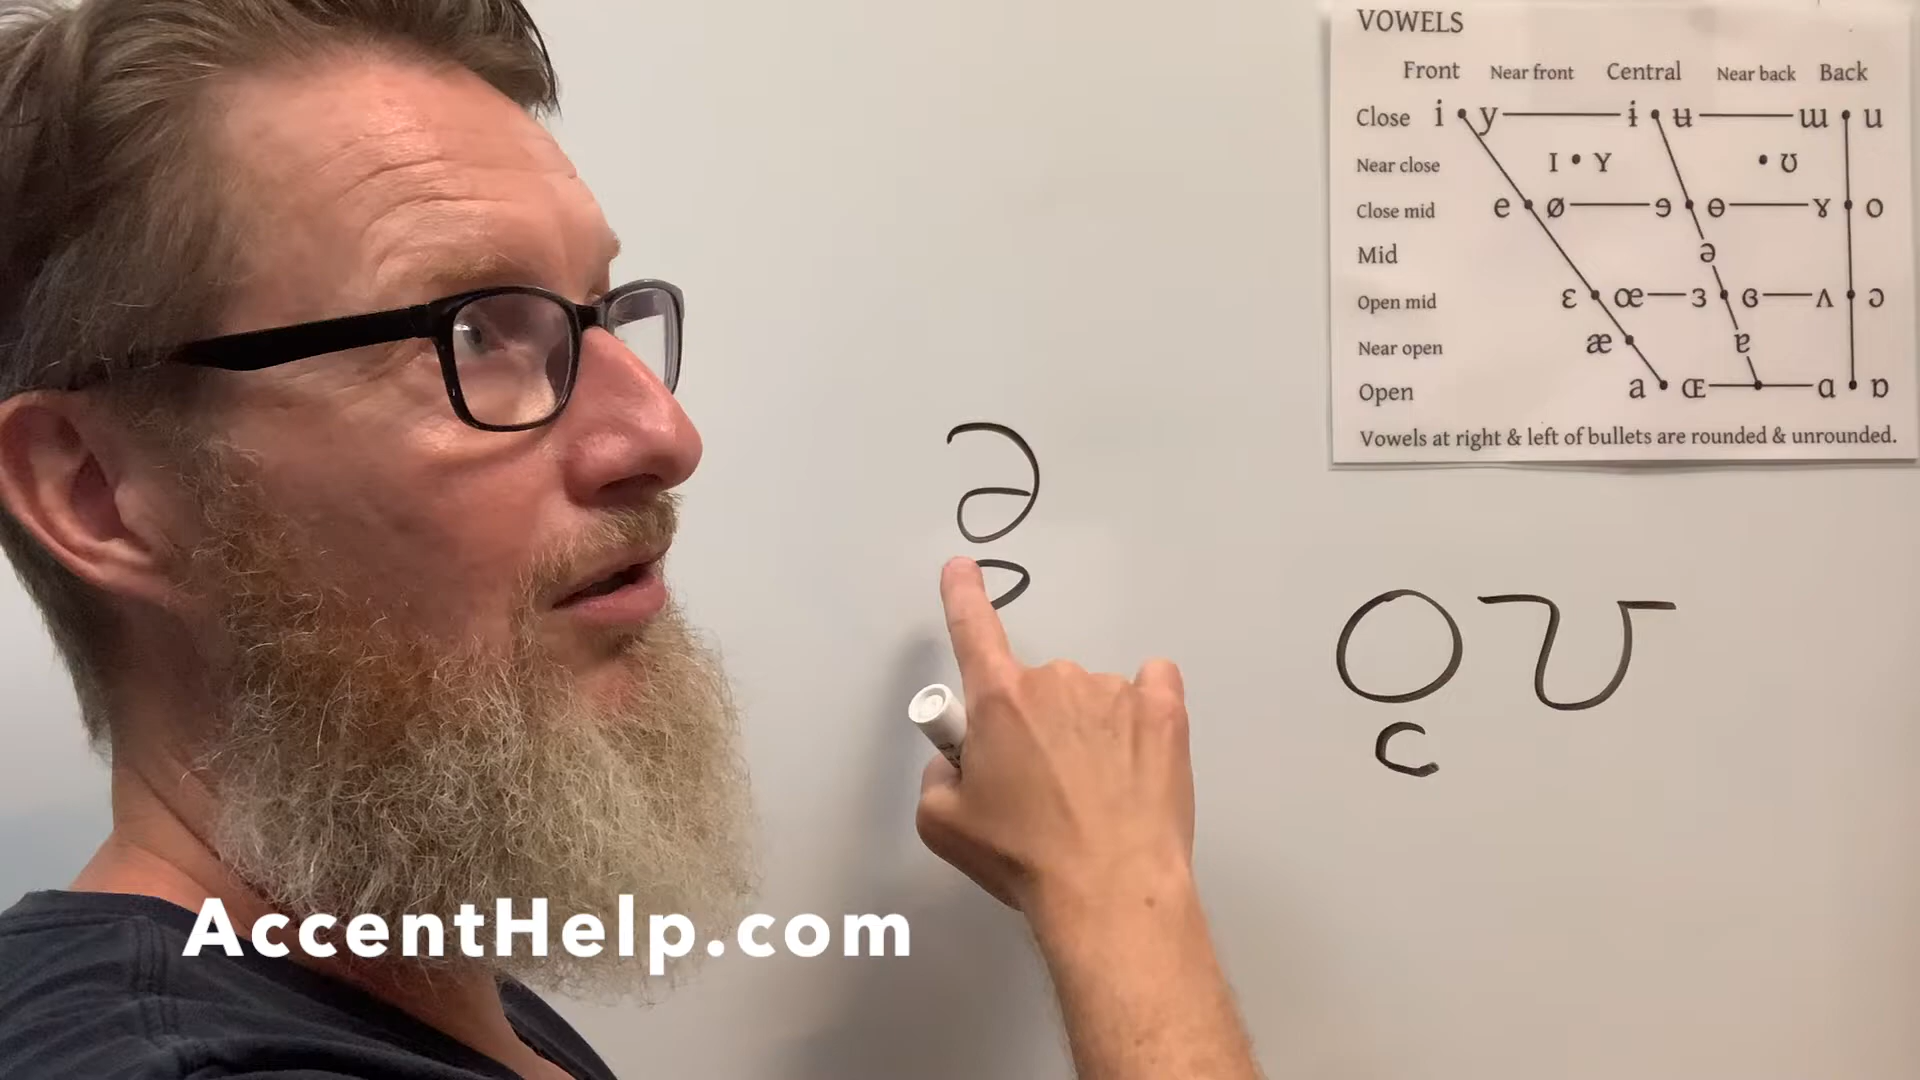 VOWELS
Front Near front Central Near back Back
Close i y ɨ ʉ ɯ u
Near close ɪ ʏ ʊ
Close mid e ø ɘ ɵ ɤ o
Mid ə
Open mid ɛ œ ɜ ɞ ʌ ɔ
Near open æ ɐ
Open a ɶ ɑ ɒ
Vowels at right & left of bullets are rounded & unrounded.
ə
o̜ʊ
AccentHelp.com